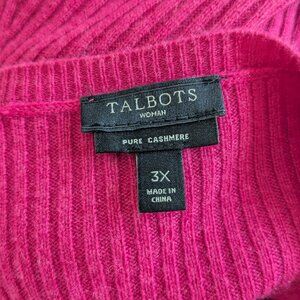 TALBOTS
WOMAN
PURE CASHMERE
3X
MADE IN
CHINA